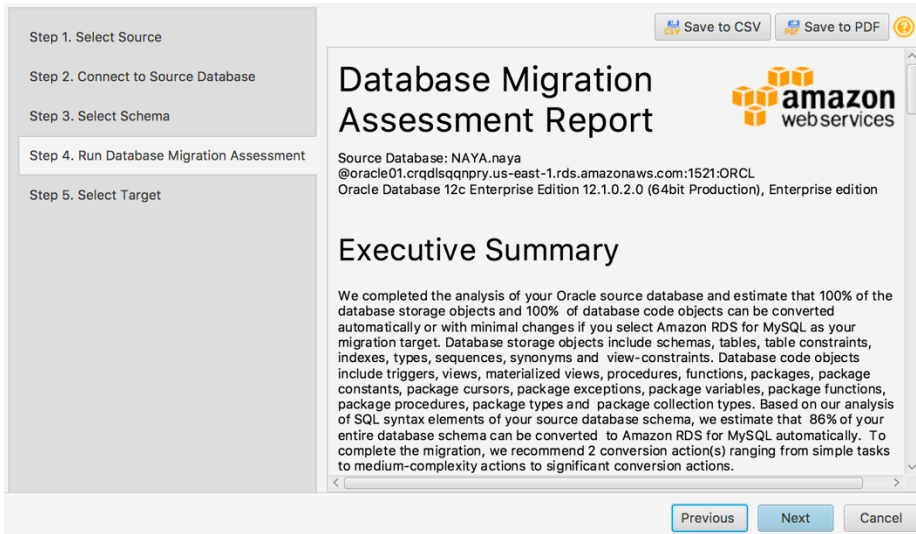 Step 1. Select Source
Step 2. Connect to Source Database
Step 3. Select Schema
Step 4. Run Database Migration Assessment
Step 5. Select Target
CSV Save to CSV
PDF Save to PDF
?
Database Migration
Assessment Report
amazon
webservices
Source Database: NAYA.naya
@oracle01.crqdlsqqnpry.us-east-1.rds.amazonaws.com:1521:ORCL
Oracle Database 12c Enterprise Edition 12.1.0.2.0 (64bit Production), Enterprise edition
Executive Summary
We completed the analysis of your Oracle source database and estimate that 100% of the
database storage objects and 100% of database code objects can be converted
automatically or with minimal changes if you select Amazon RDS for MySQL as your
migration target. Database storage objects include schemas, tables, table constraints,
indexes, types, sequences, synonyms and view-constraints. Database code objects
include triggers, views, materialized views, procedures, functions, packages, package
constants, package cursors, package exceptions, package variables, package functions,
package procedures, package types and package collection types. Based on our analysis
of SQL syntax elements of your source database schema, we estimate that 86% of your
entire database schema can be converted to Amazon RDS for MySQL automatically. To
complete the migration, we recommend 2 conversion action(s) ranging from simple tasks
to medium-complexity actions to significant conversion actions.
Previous
Next
Cancel